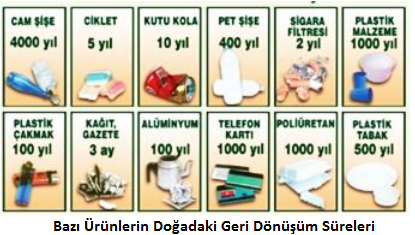 CAM ŞİŞE
4000 yıl
CİKLET
5 yıl
KUTU KOLA
10 yıl
PET ŞİŞE
400 yıl
SİGARA
FİLTRESİ
2 yıl
PLASTİK
MALZEME
1000 yıl
PLASTİK
ÇAKMAK
100 yıl
KAĞIT,
GAZETE
3 ay
ALÜMİNYUM
100 yıl
TELEFON
KARTI
1000 yıl
POLİÜRETAN
1000 yıl
PLASTİK
TABAK
500 yıl
Bazı Ürünlerin Doğadaki Geri Dönüşüm Süreleri